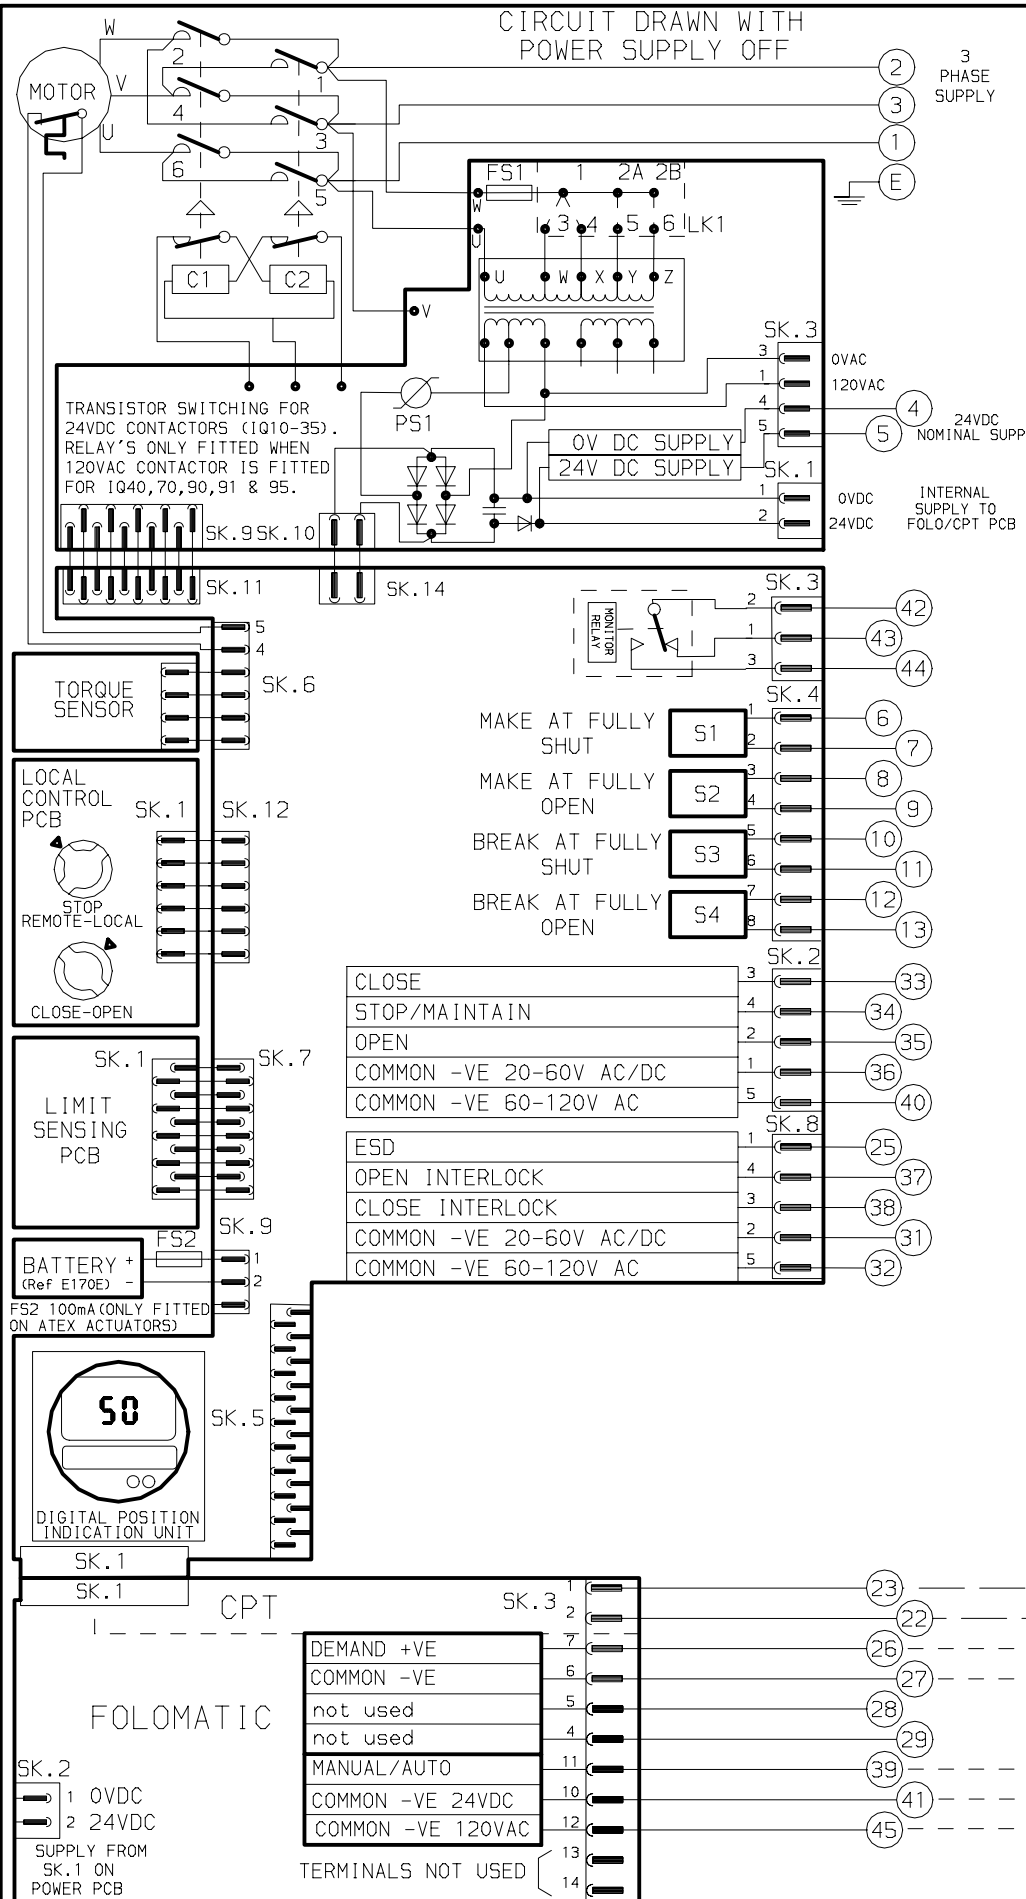 CIRCUIT DRAWN WITH
POWER SUPPLY OFF
W
2
1
2
3
PHASE
SUPPLY
MOTOR
V
4
3
3
U
6
5
1
FS1
1
2A
2B
E
W
U
3
4
5
6
LK1
C1
C2
U
W
X
Y
Z
V
SK.3
3
0VAC
1
120VAC
4
4
24VDC
NOMINAL SUPP
5
5
PS1
0V DC SUPPLY
24V DC SUPPLY
TRANSISTOR SWITCHING FOR
24VDC CONTACTORS (IQ10-35).
RELAY'S ONLY FITTED WHEN
120VAC CONTACTOR IS FITTED
FOR IQ40,70,90,91 & 95.
SK.1
1
0VDC
2
24VDC
INTERNAL
SUPPLY TO
FOLO/CPT PCB
SK.9
SK.10
SK.11
SK.14
SK.3
MONITOR
RELAY
2
42
1
43
3
44
5
4
SK.6
TORQUE
SENSOR
SK.4
MAKE AT FULLY
SHUT
S1
1
6
2
7
MAKE AT FULLY
OPEN
S2
3
8
4
9
BREAK AT FULLY
SHUT
S3
5
10
6
11
BREAK AT FULLY
OPEN
S4
7
12
8
13
LOCAL
CONTROL
PCB
SK.1
SK.12
STOP
REMOTE-LOCAL
CLOSE-OPEN
SK.2
CLOSE
3
33
STOP/MAINTAIN
4
34
OPEN
2
35
COMMON -VE 20-60V AC/DC
1
36
COMMON -VE 60-120V AC
5
40
SK.8
ESD
1
25
OPEN INTERLOCK
4
37
CLOSE INTERLOCK
3
38
COMMON -VE 20-60V AC/DC
2
31
COMMON -VE 60-120V AC
5
32
SK.1
SK.7
LIMIT
SENSING
PCB
SK.9
FS2
BATTERY
+
-
(Ref E170E)
1
2
FS2 100mA(ONLY FITTED
ON ATEX ACTUATORS)
50
SK.5
DIGITAL POSITION
INDICATION UNIT
SK.1
SK.1
CPT
SK.3
1
23
2
22
DEMAND +VE
7
26
COMMON -VE
6
27
not used
5
28
not used
4
29
MANUAL/AUTO
11
39
COMMON -VE 24VDC
10
41
COMMON -VE 120VAC
12
45
TERMINALS NOT USED
13
14
FOLOMATIC
SK.2
1 0VDC
2 24VDC
SUPPLY FROM
SK.1 ON
POWER PCB